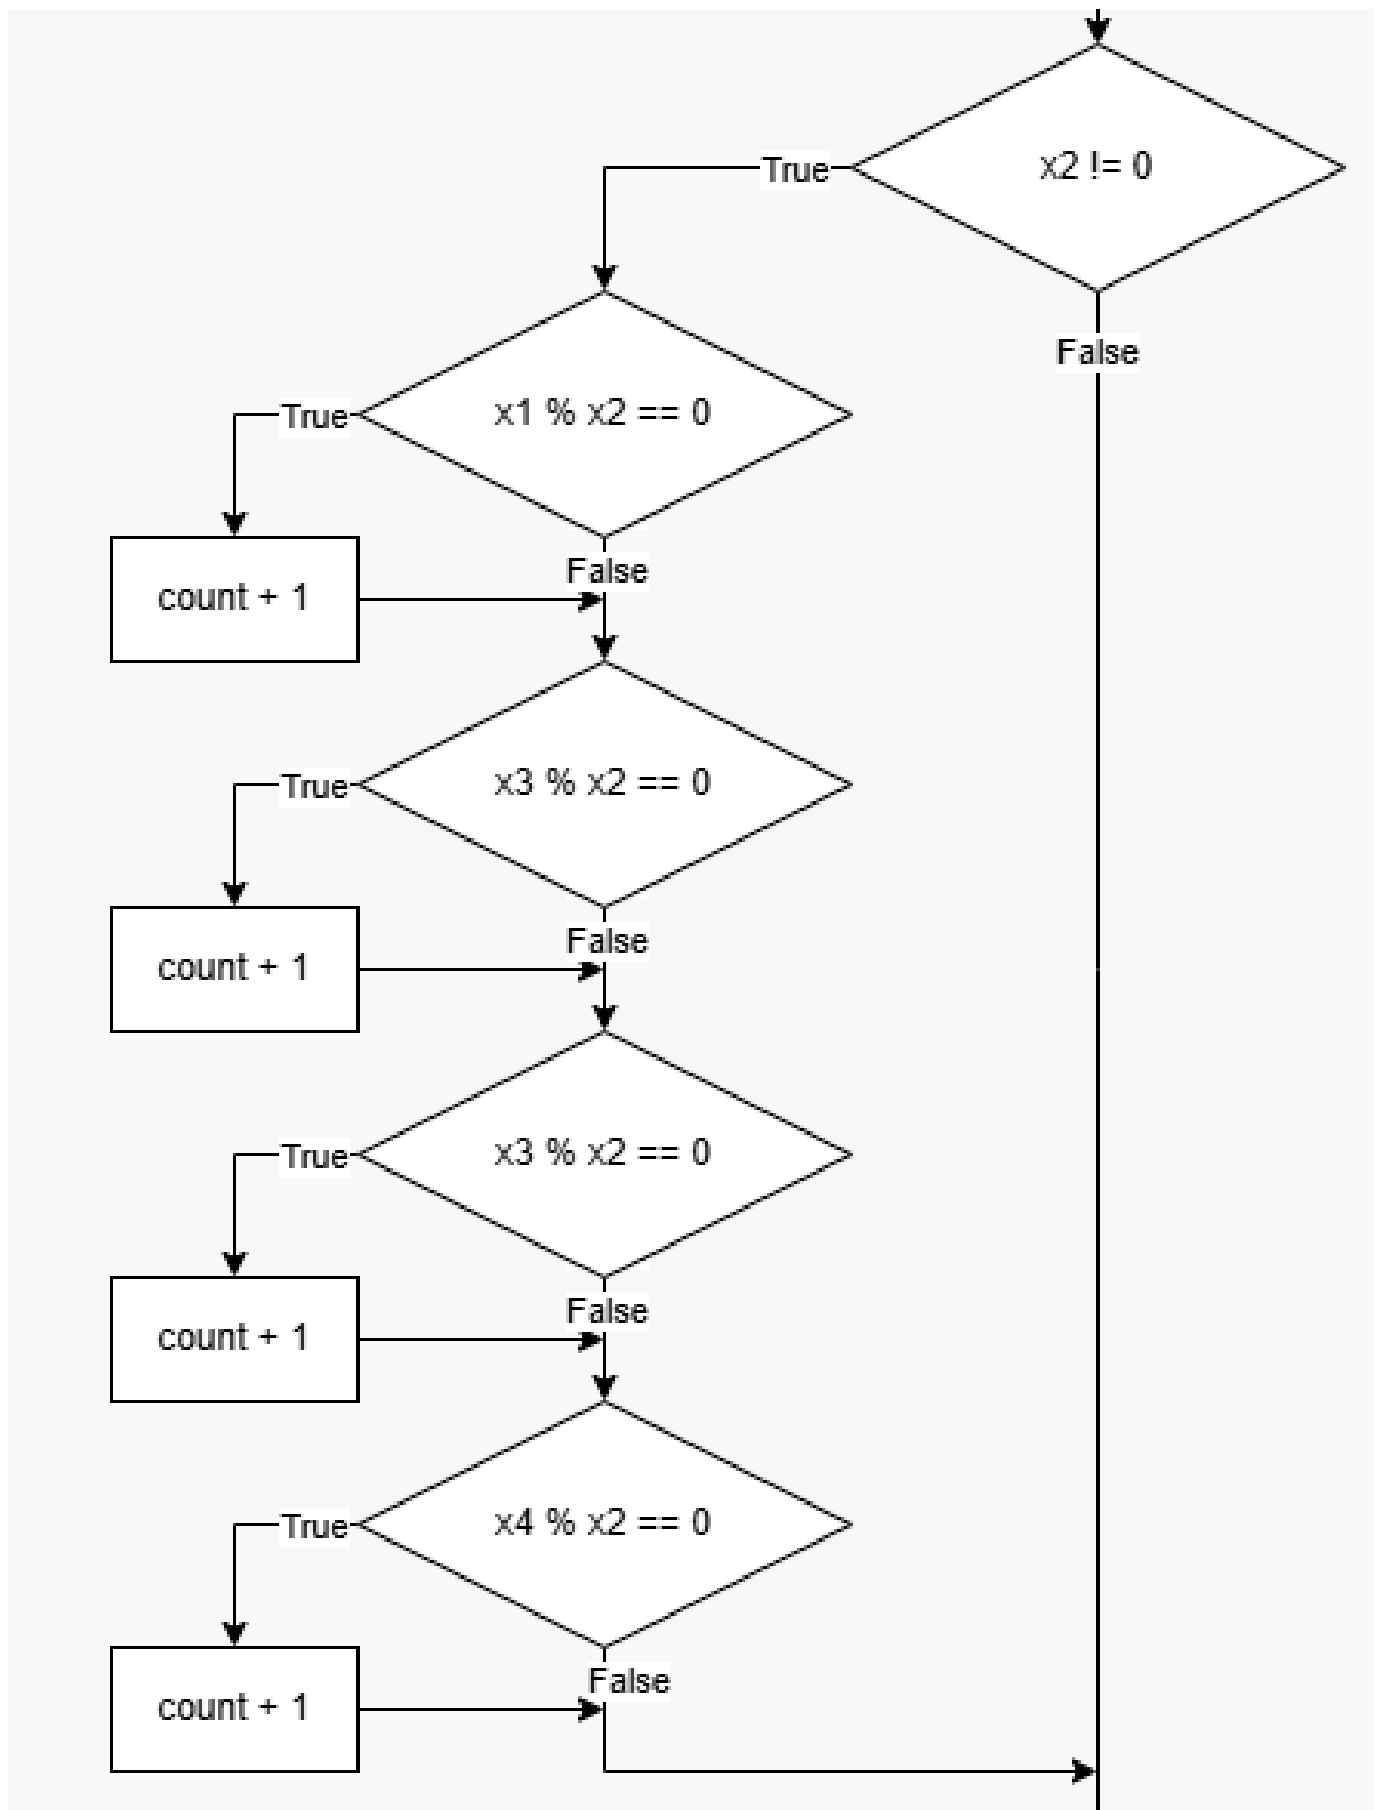 x2 != 0
True
False
x1 % x2 == 0
True
False
count + 1
x3 % x2 == 0
True
False
count + 1
x3 % x2 == 0
True
False
count + 1
x4 % x2 == 0
True
False
count + 1